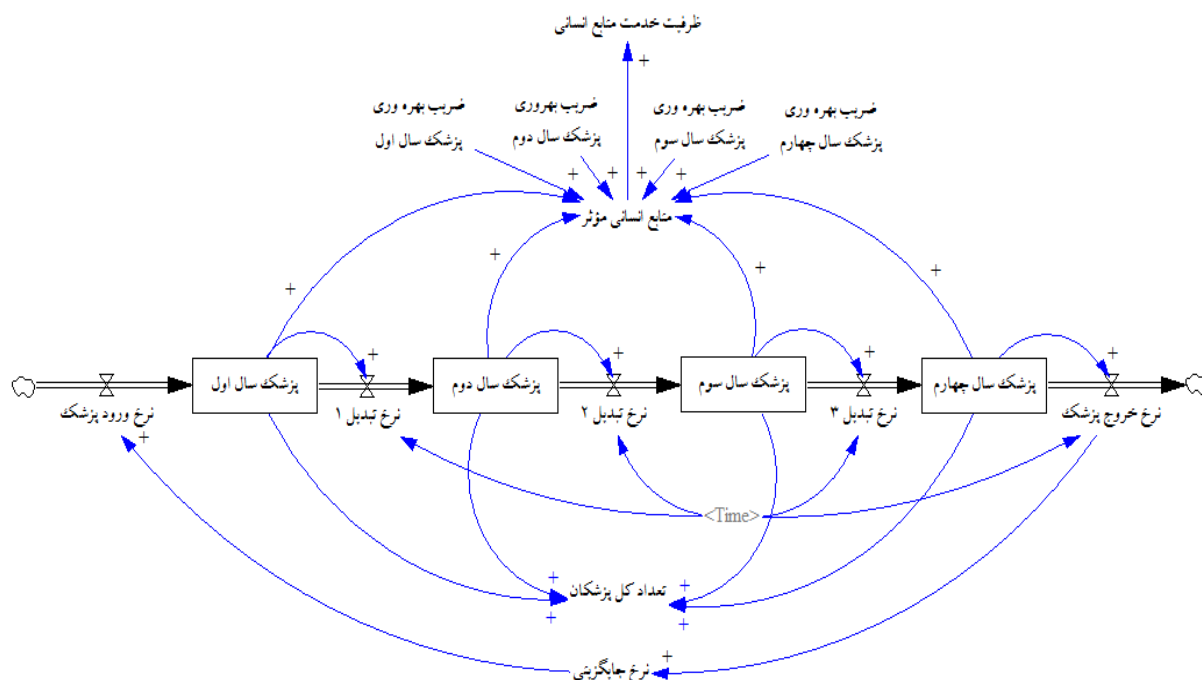 ظرفیت خدمت منابع انسانی
+
ضریب بهره وری
پزشک سال اول
ضریب بهروری
پزشک سال دوم
ضریب بهره وری
پزشک سال سوم
ضریب بهره وری
پزشک سال چهارم
+ + + +
منابع انسانی مؤثر
+ + + +
+ + + +
پزشک سال اول
پزشک سال دوم
پزشک سال سوم
پزشک سال چهارم
نرخ ورود پزشک
نرخ تبدیل ۱
نرخ تبدیل ۲
نرخ تبدیل ۳
نرخ خروج پزشک
+
<Time>
+ +
تعداد کل پزشکان
+ +
نرخ جایگزینی
+